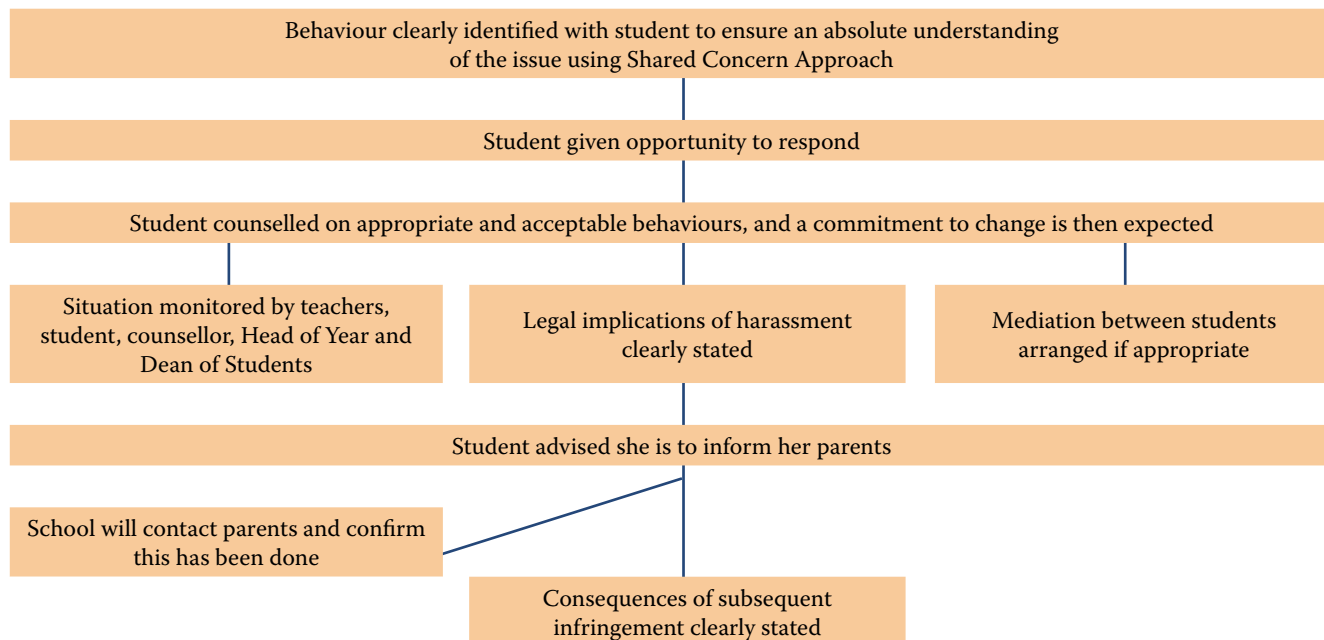 Behaviour clearly identified with student to ensure an absolute understanding
of the issue using Shared Concern Approach
Student given opportunity to respond
Student counselled on appropriate and acceptable behaviours, and a commitment to change is then expected
Situation monitored by teachers,
student, counsellor, Head of Year and
Dean of Students
Legal implications of harassment
clearly stated
Mediation between students
arranged if appropriate
Student advised she is to inform her parents
School will contact parents and confirm
this has been done
Consequences of subsequent
infringement clearly stated